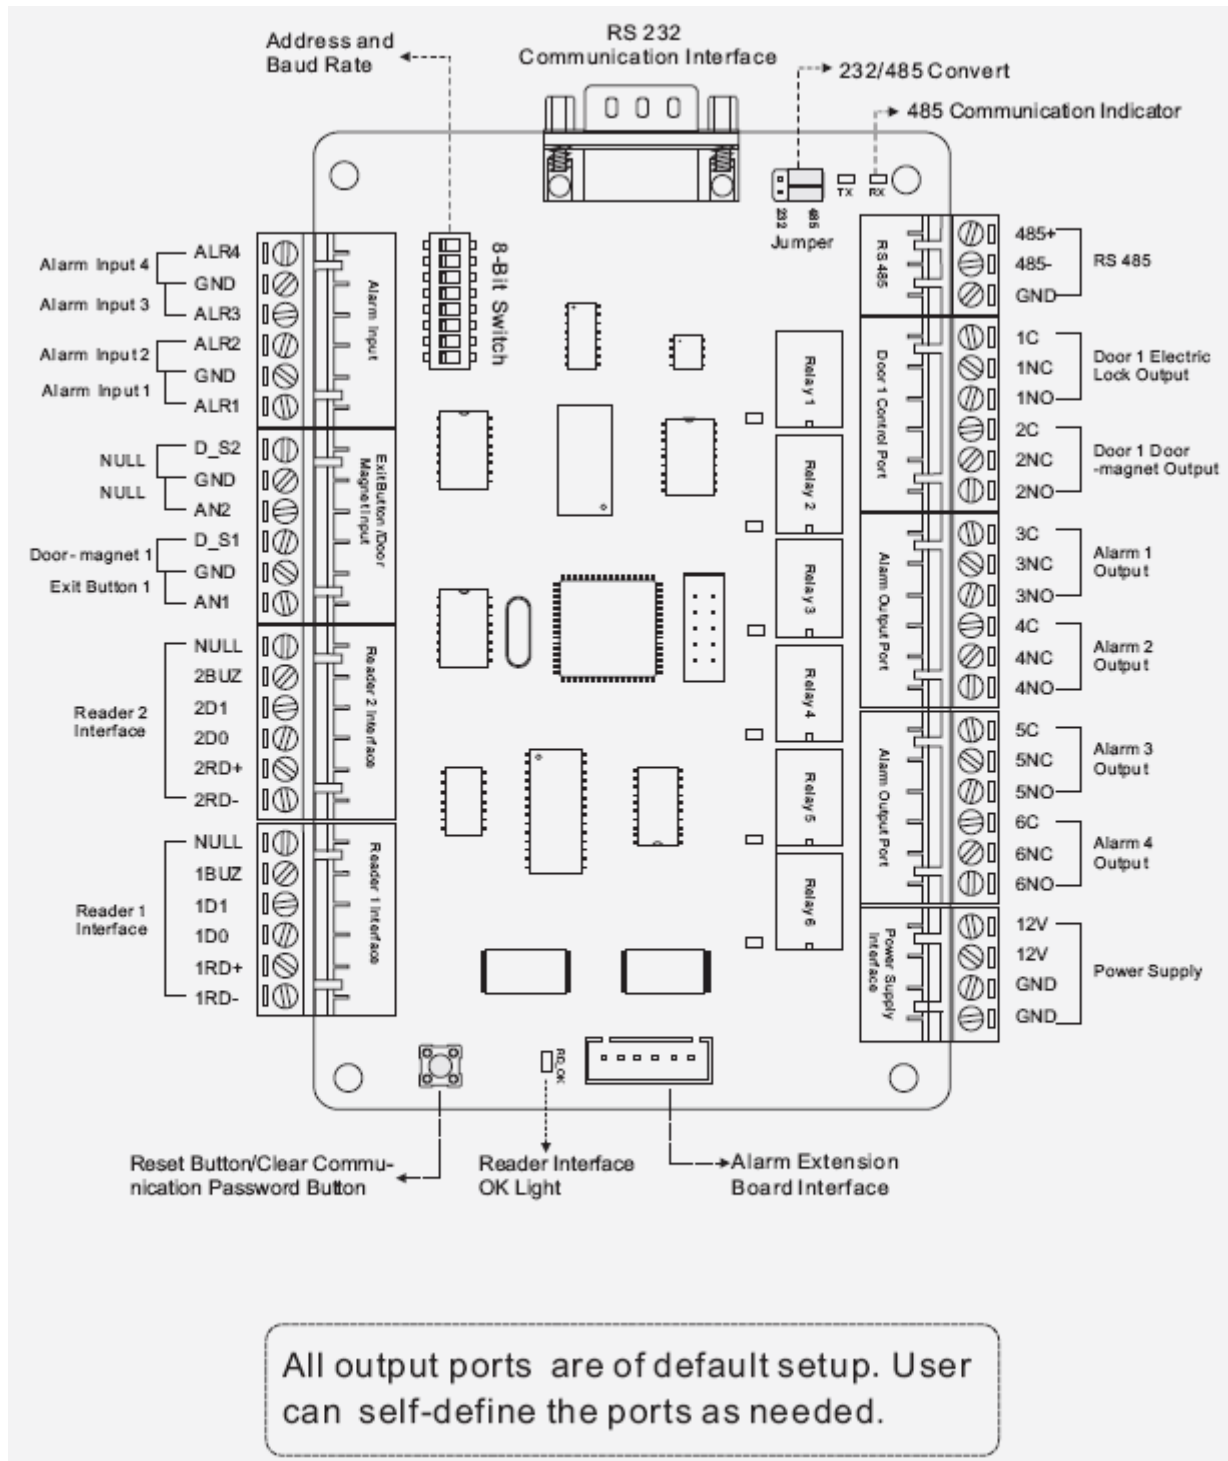 RS 232
Communication Interface
Address and
Baud Rate
232/485 Convert
485 Communication Indicator
TX
RX
232
485
Jumper
8-Bit Switch
Alarm Input 4
Alarm Input 3
Alarm Input 2
Alarm Input 1
ALR4
GND
ALR3
ALR2
GND
ALR1
Alarm Input
NULL
NULL
Door- magnet 1
Exit Button 1
D_S2
GND
AN2
D_S1
GND
AN1
ExitButton /Door
Magnet Input
Reader 2
Interface
NULL
2BUZ
2D1
2D0
2RD+
2RD-
Reader 2 Interface
Reader 1
Interface
NULL
1BUZ
1D1
1D0
1RD+
1RD-
Reader 1 Interface
Relay 1
Relay 2
Relay 3
Relay 4
Relay 5
Relay 6
RS 485
485+
485-
GND
RS 485
Door 1 Control Port
1C
1NC
1NO
2C
2NC
2NO
Door 1 Electric
Lock Output
Door 1 Door
-magnet Output
Alarm Output Port
3C
3NC
3NO
4C
4NC
4NO
Alarm 1
Output
Alarm 2
Output
Alarm Output Port
5C
5NC
5NO
6C
6NC
6NO
Alarm 3
Output
Alarm 4
Output
Power Supply
Interface
12V
12V
GND
GND
Power Supply
RD_OK
Reset Button/Clear Commu-
nication Password Button
Reader Interface
OK Light
Alarm Extension
Board Interface
All output ports are of default setup. User
can self-define the ports as needed.